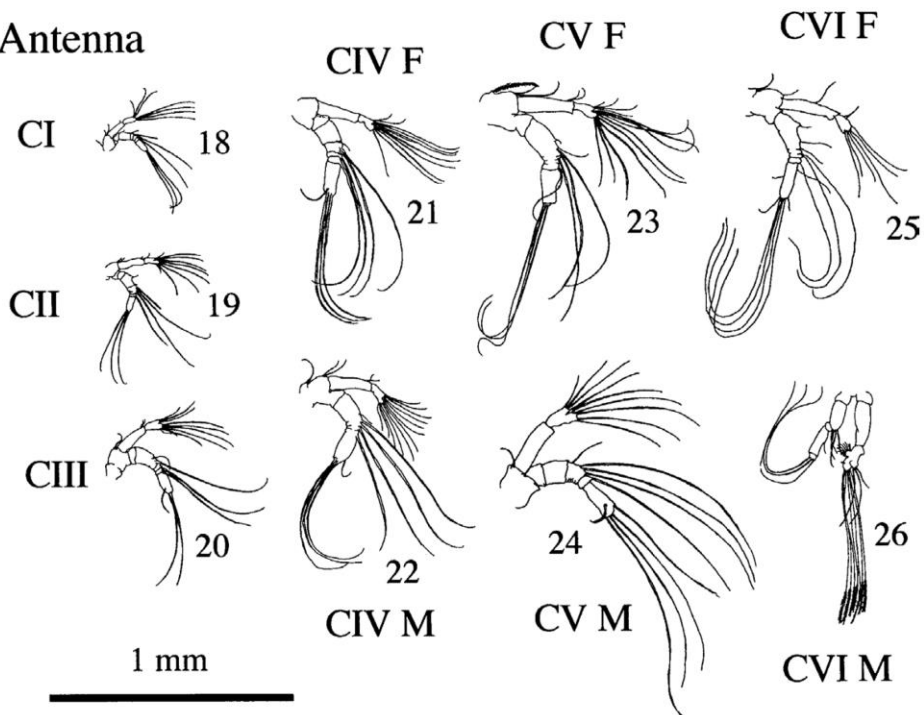 Antenna
CI
18
CII
19
CIII
20
CIV F
21
22
CIV M
CV F
23
24
CV M
CVI F
25
26
CVI M
1 mm